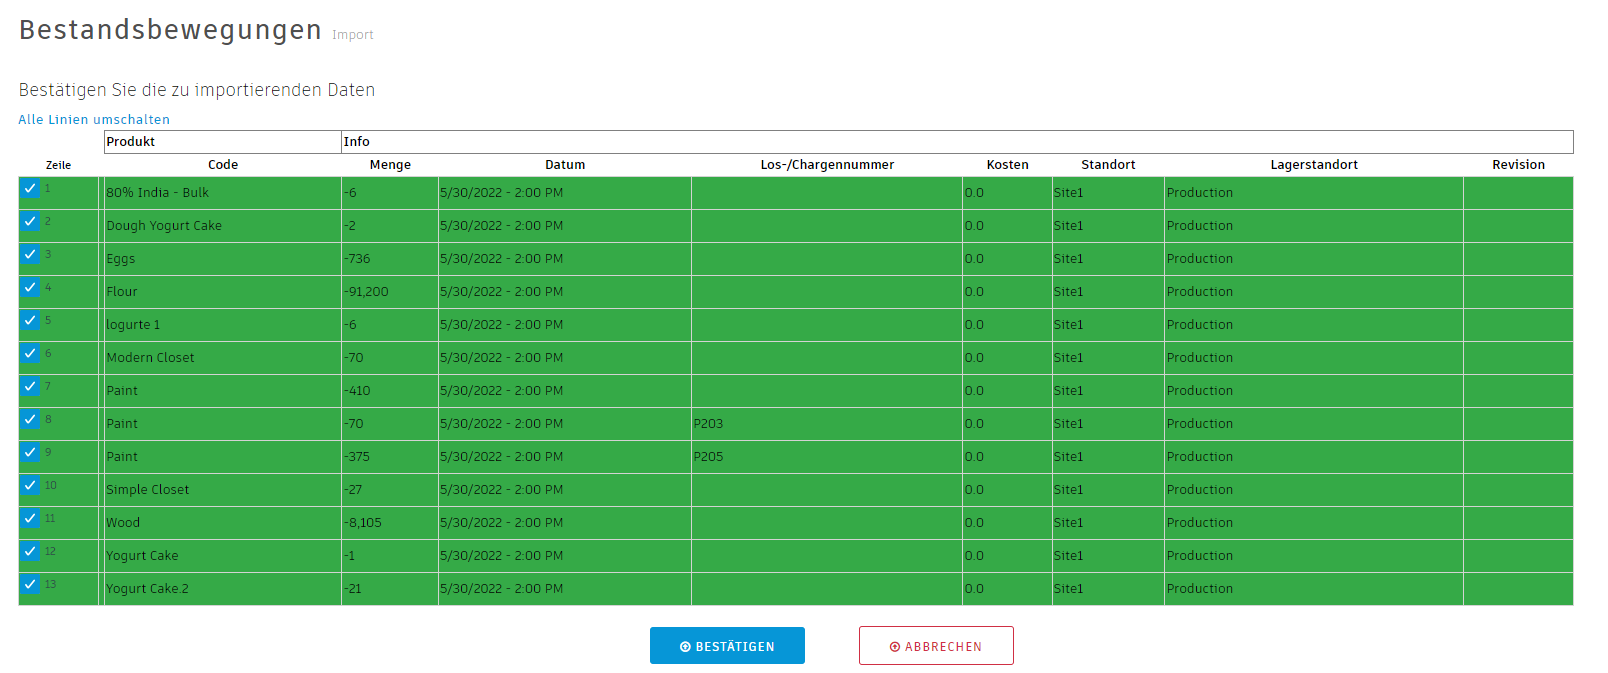 Bestandsbewegungen Import
Bestätigen Sie die zu importierenden Daten
Alle Linien umschalten
Produkt Info
Zeile Code Menge Datum Los-/Chargennummer Kosten Standort Lagerstandort Revision
1 80% India - Bulk -6 5/30/2022 - 2:00 PM 0.0 Site1 Production
2 Dough Yogurt Cake -2 5/30/2022 - 2:00 PM 0.0 Site1 Production
3 Eggs -736 5/30/2022 - 2:00 PM 0.0 Site1 Production
4 Flour -91,200 5/30/2022 - 2:00 PM 0.0 Site1 Production
5 Iogurte 1 -6 5/30/2022 - 2:00 PM 0.0 Site1 Production
6 Modern Closet -70 5/30/2022 - 2:00 PM 0.0 Site1 Production
7 Paint -410 5/30/2022 - 2:00 PM 0.0 Site1 Production
8 Paint -70 5/30/2022 - 2:00 PM P203 0.0 Site1 Production
9 Paint -375 5/30/2022 - 2:00 PM P205 0.0 Site1 Production
10 Simple Closet -27 5/30/2022 - 2:00 PM 0.0 Site1 Production
11 Wood -8,105 5/30/2022 - 2:00 PM 0.0 Site1 Production
12 Yogurt Cake -1 5/30/2022 - 2:00 PM 0.0 Site1 Production
13 Yogurt Cake.2 -21 5/30/2022 - 2:00 PM 0.0 Site1 Production
BESTÄTIGEN ABBRECHEN